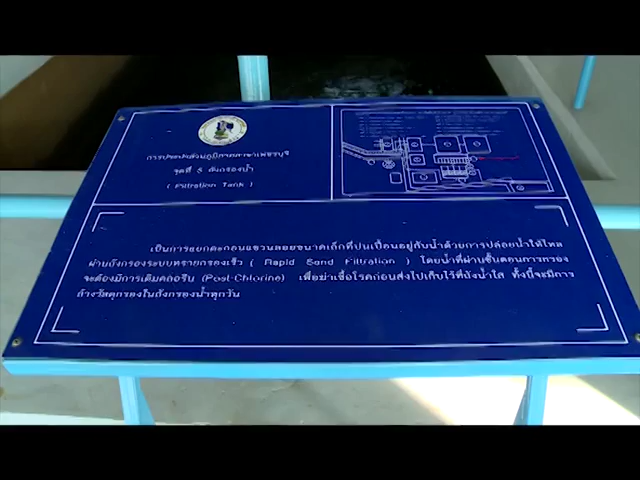 การประปาส่วนภูมิภาคสาขาเพชรบุรี
จุดที่ 5 ถังกรองน้ำ
( Filtration Tank )
เป็นการแยกตะกอนแขวนลอยขนาดเล็กที่ปนเปื้อนอยู่กับน้ำด้วยการปล่อยน้ำให้ไหล
ผ่านถังกรองระบบทรายกรองเร็ว ( Rapid Sand Filtration ) โดยน้ำที่ผ่านขั้นตอนการกรอง
จะต้องมีการเติมคลอรีน (Post-Chlorine) เพื่อฆ่าเชื้อโรคก่อนส่งไปเก็บไว้ที่ถังน้ำใส ทั้งนี้จะมีการ
ล้างวัสดุกรองในถังกรองน้ำทุกวัน